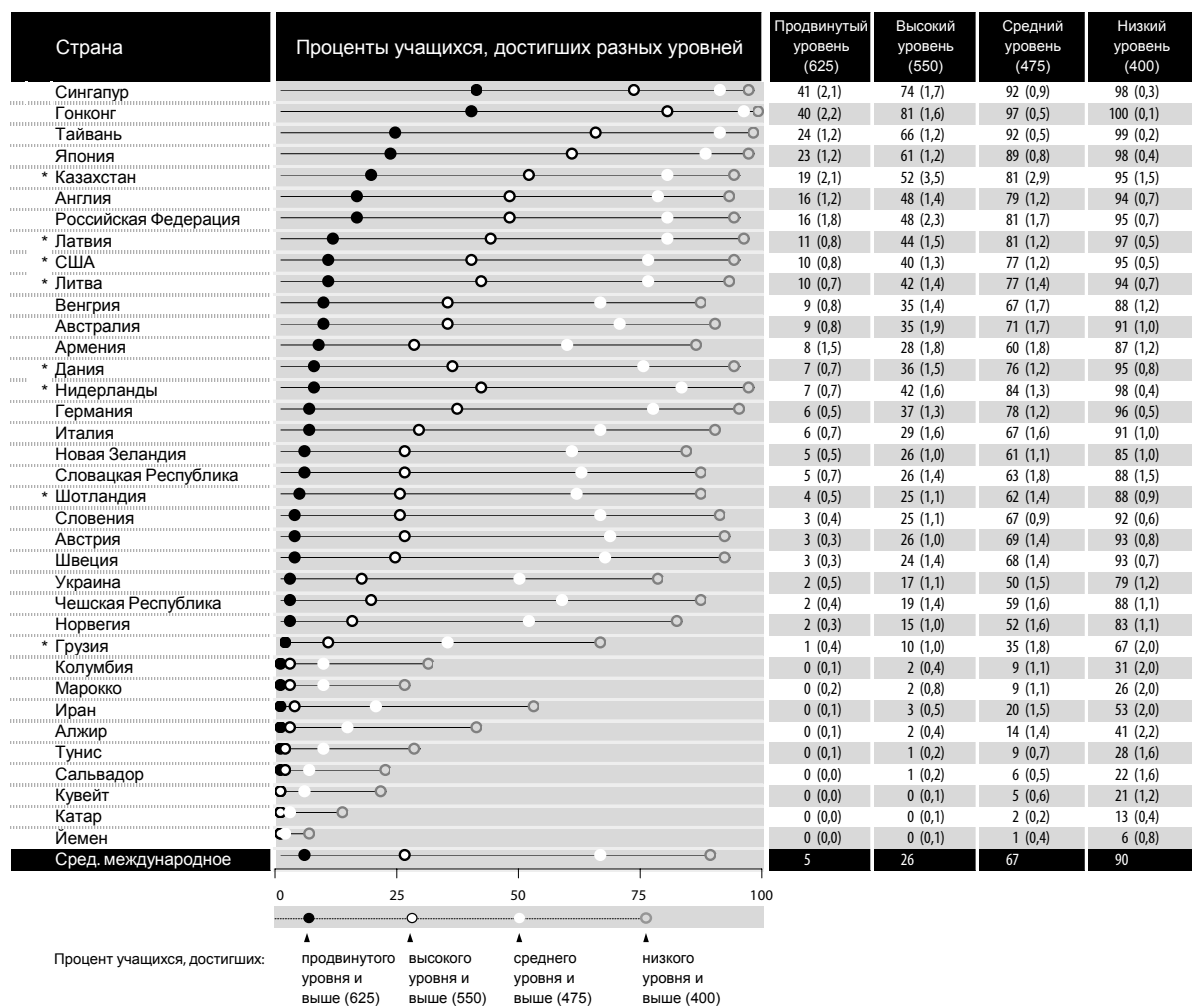 Страна Проценты учащихся, достигших разных уровней Продвинутый уровень (625) Высокий уровень (550) Средний уровень (475) Низкий уровень (400)
Сингапур 41 (2,1) 74 (1,7) 92 (0,9) 98 (0,3)
Гонконг 40 (2,2) 81 (1,6) 97 (0,5) 100 (0,1)
Тайвань 24 (1,2) 66 (1,2) 92 (0,5) 99 (0,2)
Япония 23 (1,2) 61 (1,2) 89 (0,8) 98 (0,4)
* Казахстан 19 (2,1) 52 (3,5) 81 (2,9) 95 (1,5)
Англия 16 (1,2) 48 (1,4) 79 (1,2) 94 (0,7)
Российская Федерация 16 (1,8) 48 (2,3) 81 (1,7) 95 (0,7)
* Латвия 11 (0,8) 44 (1,5) 81 (1,2) 97 (0,5)
* США 10 (0,8) 40 (1,3) 77 (1,2) 95 (0,5)
* Литва 10 (0,7) 42 (1,4) 77 (1,4) 94 (0,7)
Венгрия 9 (0,8) 35 (1,4) 67 (1,7) 88 (1,2)
Австралия 9 (0,8) 35 (1,9) 71 (1,7) 91 (1,0)
Армения 8 (1,5) 28 (1,8) 60 (1,8) 87 (1,2)
* Дания 7 (0,7) 36 (1,5) 76 (1,2) 95 (0,8)
* Нидерланды 7 (0,7) 42 (1,6) 84 (1,3) 98 (0,4)
Германия 6 (0,5) 37 (1,3) 78 (1,2) 96 (0,5)
Италия 6 (0,7) 29 (1,6) 67 (1,6) 91 (1,0)
Новая Зеландия 5 (0,5) 26 (1,0) 61 (1,1) 85 (1,0)
Словацкая Республика 5 (0,7) 26 (1,4) 63 (1,8) 88 (1,5)
* Шотландия 4 (0,5) 25 (1,1) 62 (1,4) 88 (0,9)
Словения 3 (0,4) 25 (1,1) 67 (0,9) 92 (0,6)
Австрия 3 (0,3) 26 (1,0) 69 (1,4) 93 (0,8)
Швеция 3 (0,3) 24 (1,4) 68 (1,4) 93 (0,7)
Украина 2 (0,5) 17 (1,1) 50 (1,5) 79 (1,2)
Чешская Республика 2 (0,4) 19 (1,4) 59 (1,6) 88 (1,1)
Норвегия 2 (0,3) 15 (1,0) 52 (1,6) 83 (1,1)
* Грузия 1 (0,4) 10 (1,0) 35 (1,8) 67 (2,0)
Колумбия 0 (0,1) 2 (0,4) 9 (1,1) 31 (2,0)
Марокко 0 (0,2) 2 (0,8) 9 (1,1) 26 (2,0)
Иран 0 (0,1) 3 (0,5) 20 (1,5) 53 (2,0)
Алжир 0 (0,1) 2 (0,4) 14 (1,4) 41 (2,2)
Тунис 0 (0,1) 1 (0,2) 9 (0,7) 28 (1,6)
Сальвадор 0 (0,0) 1 (0,2) 6 (0,5) 22 (1,6)
Кувейт 0 (0,0) 0 (0,1) 5 (0,6) 21 (1,2)
Катар 0 (0,0) 0 (0,1) 2 (0,2) 13 (0,4)
Йемен 0 (0,0) 0 (0,1) 1 (0,4) 6 (0,8)
Сред. международное 5 26 67 90
0 25 50 75 100
Процент учащихся, достигших: продвинутого высокого среднего низкого
уровня и уровня и уровня и уровня и
выше (625) выше (550) выше (475) выше (400)